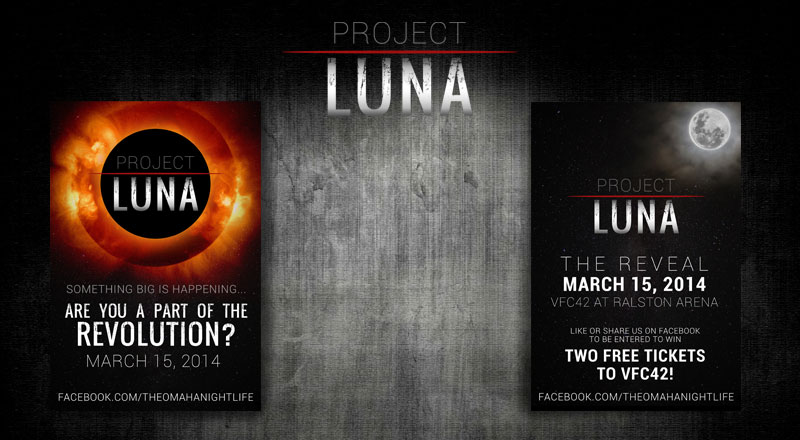 PROJECT
LUNA
PROJECT
LUNA
SOMETHING BIG IS HAPPENING...
ARE YOU A PART OF THE
REVOLUTION?
MARCH 15, 2014
FACEBOOK.COM/THEOMAHANIGHTLIFE
PROJECT
LUNA
THE REVEAL
MARCH 15, 2014
VFC42 AT RALSTON ARENA
LIKE OR SHARE US ON FACEBOOK
TO BE ENTERED TO WIN
TWO FREE TICKETS
TO VFC42!
FACEBOOK.COM/THEOMAHANIGHTLIFE